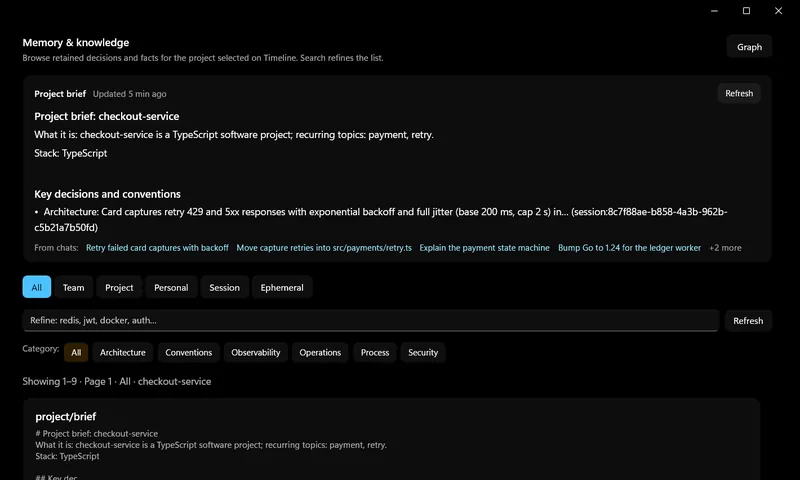 Memory & knowledge
Graph
Browse retained decisions and facts for the project selected on Timeline. Search refines the list.
Project brief Updated 5 min ago
Refresh
Project brief: checkout-service
What it is: checkout-service is a TypeScript software project; recurring topics: payment, retry.
Stack: TypeScript
Key decisions and conventions
• Architecture: Card captures retry 429 and 5xx responses with exponential backoff and full jitter (base 200 ms, cap 2 s) in... (session:8c7f88ae-b858-4a3b-962b-
c5b21a7b50fd)
From chats: Retry failed card captures with backoff Move capture retries into src/payments/retry.ts Explain the payment state machine Bump Go to 1.24 for the ledger worker +2 more
All Team Project Personal Session Ephemeral
Refine: redis, jwt, docker, auth...
Refresh
Category: All Architecture Conventions Observability Operations Process Security
Showing 1–9 · Page 1 · All · checkout-service
project/brief
# Project brief: checkout-service
What it is: checkout-service is a TypeScript software project; recurring topics: payment, retry.
Stack: TypeScript
## Key dec